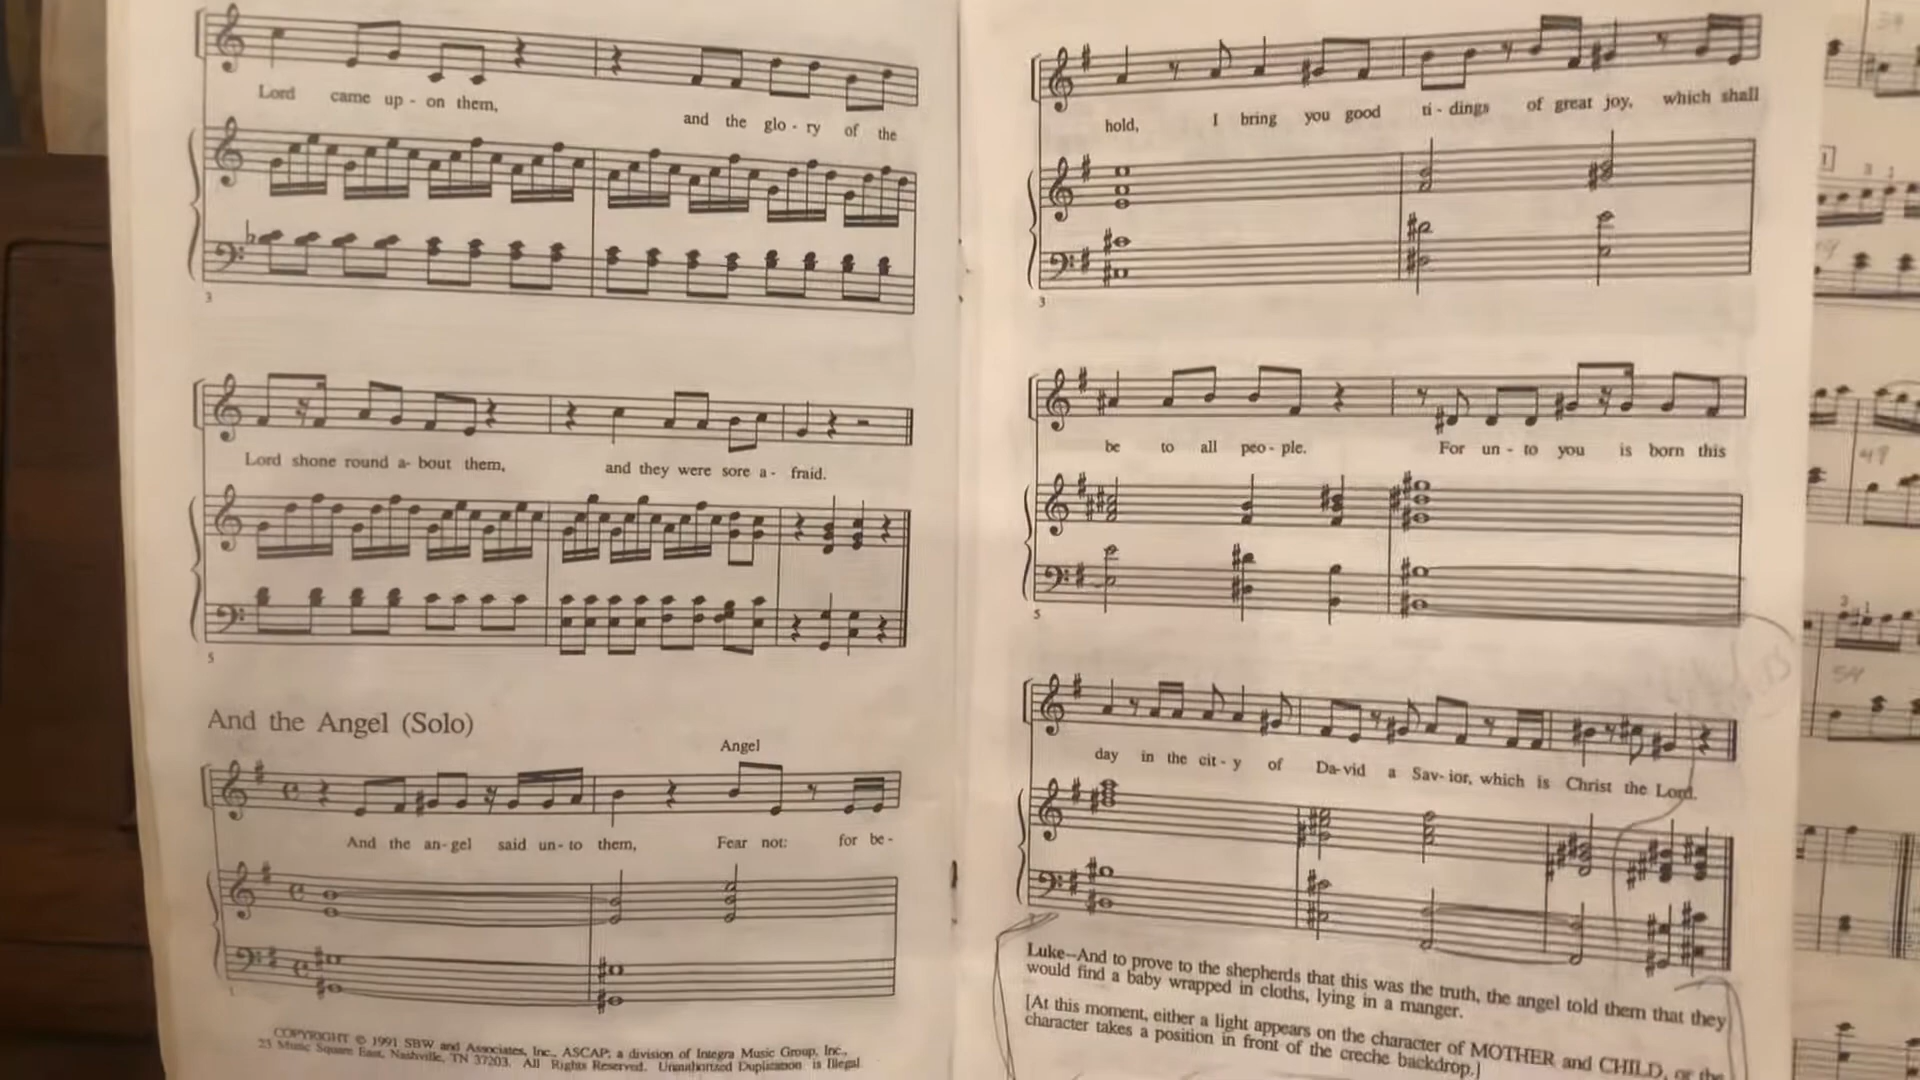 Lord came up - on them, and the glo - ry of the
3
Lord shone round a- bout them, and they were sore a - fraid.
5
And the Angel (Solo)
Angel
And the an- gel said un- to them, Fear not: for be -
1
COPYRIGHT © 1991 SBW and Associates, Inc., ASCAP; a division of Integra Music Group, Inc.,
23 Music Square East, Nashville, TN 37203. All Rights Reserved. Unauthorized Duplication is Illegal
hold, I bring you good ti - dings of great joy, which shall
3
be to all peo - ple. For un - to you is born this
5
day in the cit - y of Da- vid a Sav- ior, which is Christ the Lord.
Luke--And to prove to the shepherds that this was the truth, the angel told them that they
would find a baby wrapped in cloths, lying in a manger.
[At this moment, either a light appears on the character of MOTHER and CHILD, or the
character takes a position in front of the creche backdrop.]
49
54